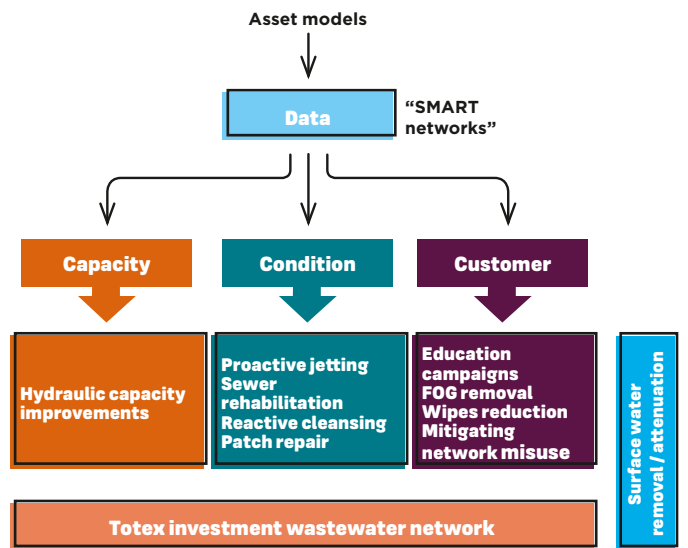 Asset models
Data
“SMART
networks”
Capacity
Condition
Customer
Hydraulic capacity
improvements
Proactive jetting
Sewer
rehabilitation
Reactive cleansing
Patch repair
Education
campaigns
FOG removal
Wipes reduction
Mitigating
network misuse
Surface water
removal / attenuation
Totex investment wastewater network